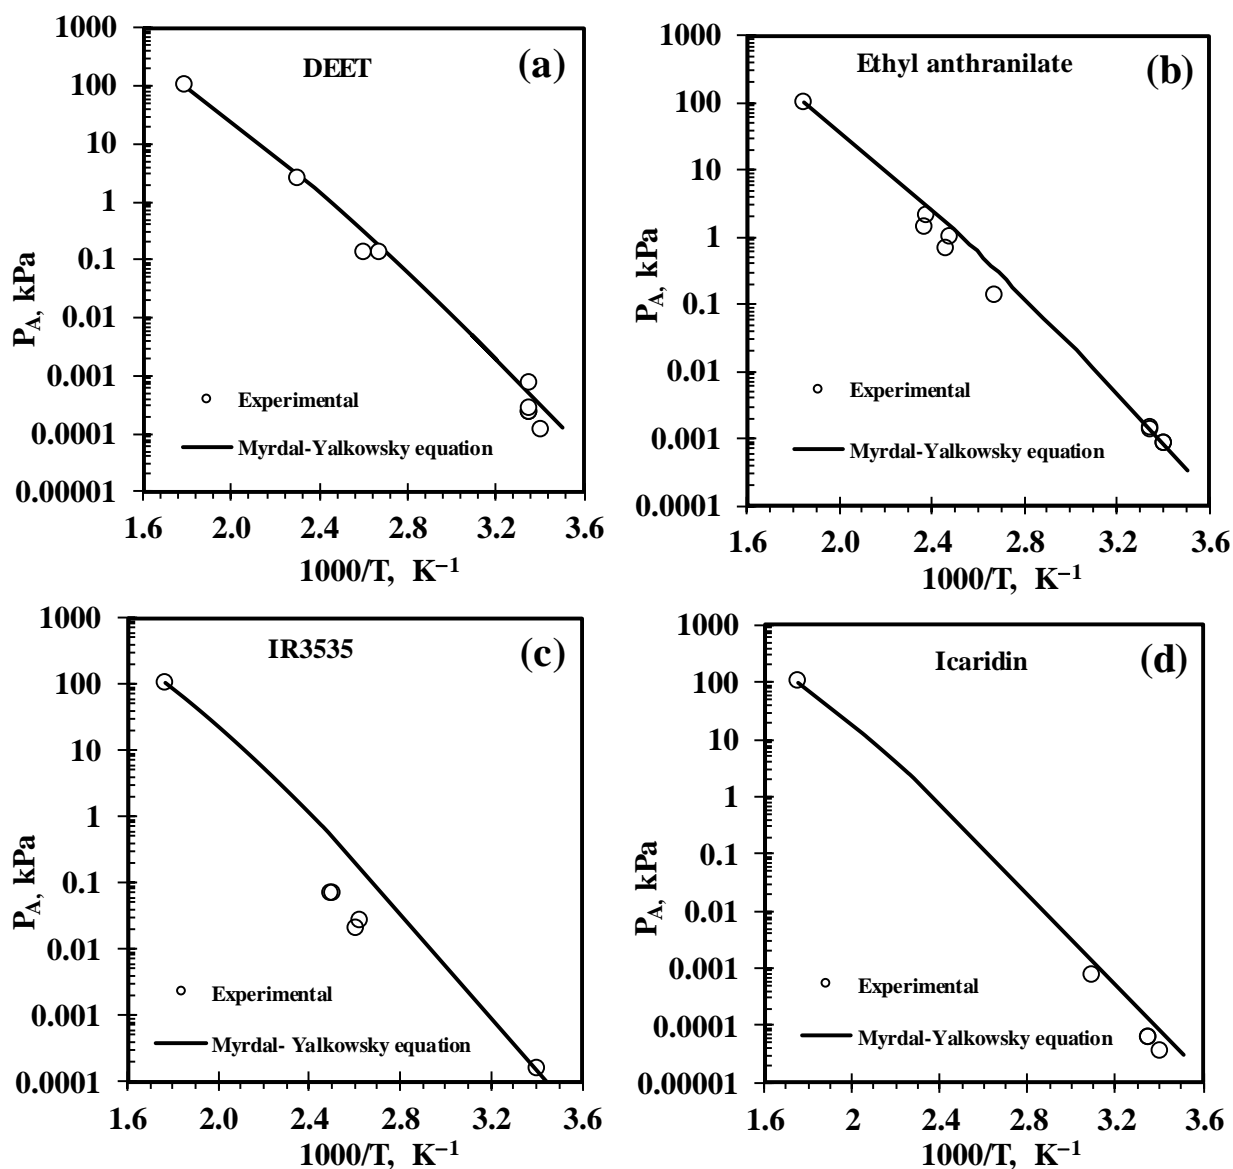 DEET
(a)
1000
100
10
1
0.1
0.01
0.001
0.0001
0.00001
P_A, kPa
Experimental
Myrdal-Yalkowsky equation
1.6 2.0 2.4 2.8 3.2 3.6
1000/T, K⁻¹
Ethyl anthranilate
(b)
1000
100
10
1
0.1
0.01
0.001
0.0001
P_A, kPa
Experimental
Myrdal-Yalkowsky equation
1.6 2.0 2.4 2.8 3.2 3.6
1000/T, K⁻¹
IR3535
(c)
1000
100
10
1
0.1
0.01
0.001
0.0001
P_A, kPa
Experimental
Myrdal- Yalkowsky equation
1.6 2.0 2.4 2.8 3.2 3.6
1000/T, K⁻¹
Icaridin
(d)
1000
100
10
1
0.1
0.01
0.001
0.0001
0.00001
P_A, kPa
Experimental
Myrdal-Yalkowsky equation
1.6 2 2.4 2.8 3.2 3.6
1000/T, K⁻¹